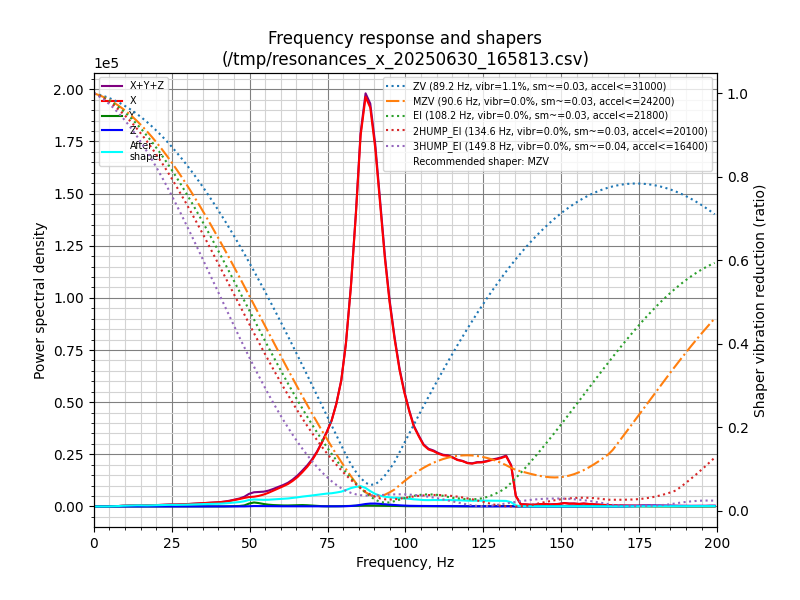 Frequency response and shapers
(/tmp/resonances_x_20250630_165813.csv)
1e5
2.00
1.75
1.50
1.25
1.00
0.75
0.50
0.25
0.00
Power spectral density
X+Y+Z
X
Y
Z
After
shaper
ZV (89.2 Hz, vibr=1.1%, sm~=0.03, accel<=31000)
MZV (90.6 Hz, vibr=0.0%, sm~=0.03, accel<=24200)
EI (108.2 Hz, vibr=0.0%, sm~=0.03, accel<=21800)
2HUMP_EI (134.6 Hz, vibr=0.0%, sm~=0.03, accel<=20100)
3HUMP_EI (149.8 Hz, vibr=0.0%, sm~=0.04, accel<=16400)
Recommended shaper: MZV
1.0
0.8
0.6
0.4
0.2
0.0
Shaper vibration reduction (ratio)
0 25 50 75 100 125 150 175 200
Frequency, Hz